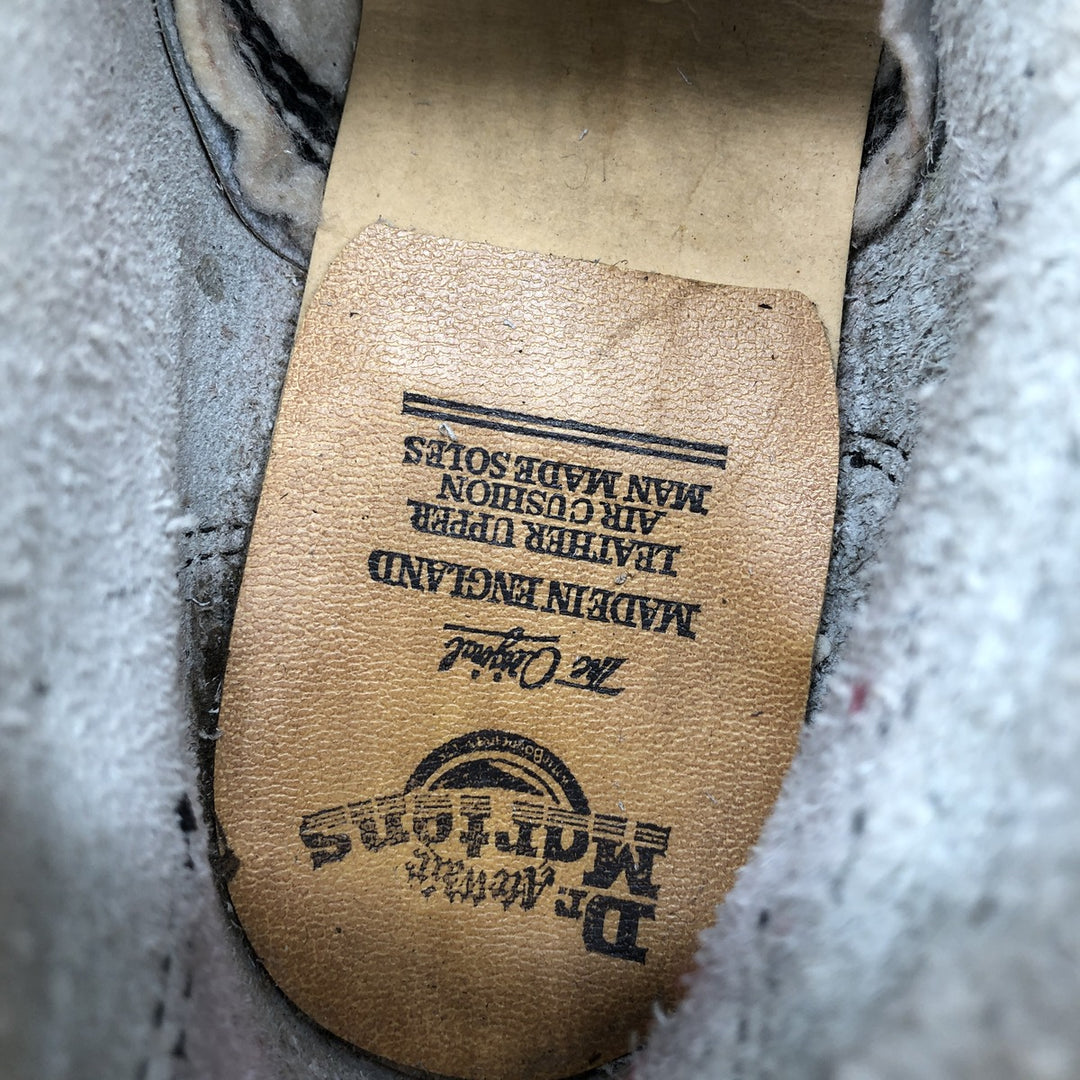 Dr.
AirWair
Martens
The Original
MADE IN ENGLAND
LEATHER UPPER
AIR CUSHION
MAN MADE SOLES